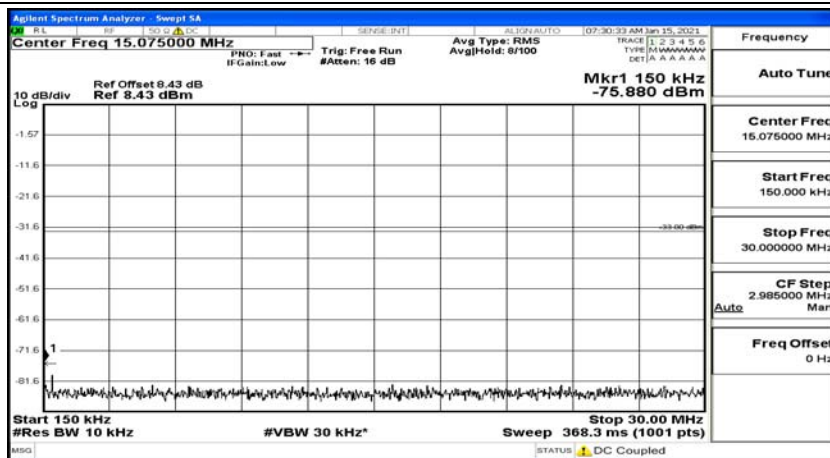 Agilent Spectrum Analyzer - Swept SA
RL RF 50 Ω DC SENSE:INT ALIGN AUTO 07:30:33 AM Jan 15, 2021
Center Freq 15.075000 MHz
PNO: Fast
IFGain:Low
Trig: Free Run
#Atten: 16 dB
Avg Type: RMS
Avg|Hold: 8/100
TRACE 1 2 3 4 5 6
TYPE M
DET A A A A A A
Frequency
Auto Tune
Ref Offset 8.43 dB
10 dB/div Ref 8.43 dBm
Log
Mkr1 150 kHz
-75.880 dBm
-1.57
-11.6
-21.6
-31.6
-41.6
-51.6
-61.6
-71.6
-81.6
-33.00 dBm
1
Center Freq
15.075000 MHz
Start Freq
150.000 kHz
Stop Freq
30.000000 MHz
CF Step
2.985000 MHz
Auto Man
Freq Offset
0 Hz
Start 150 kHz Stop 30.00 MHz
#Res BW 10 kHz #VBW 30 kHz* Sweep 368.3 ms (1001 pts)
MSG STATUS DC Coupled